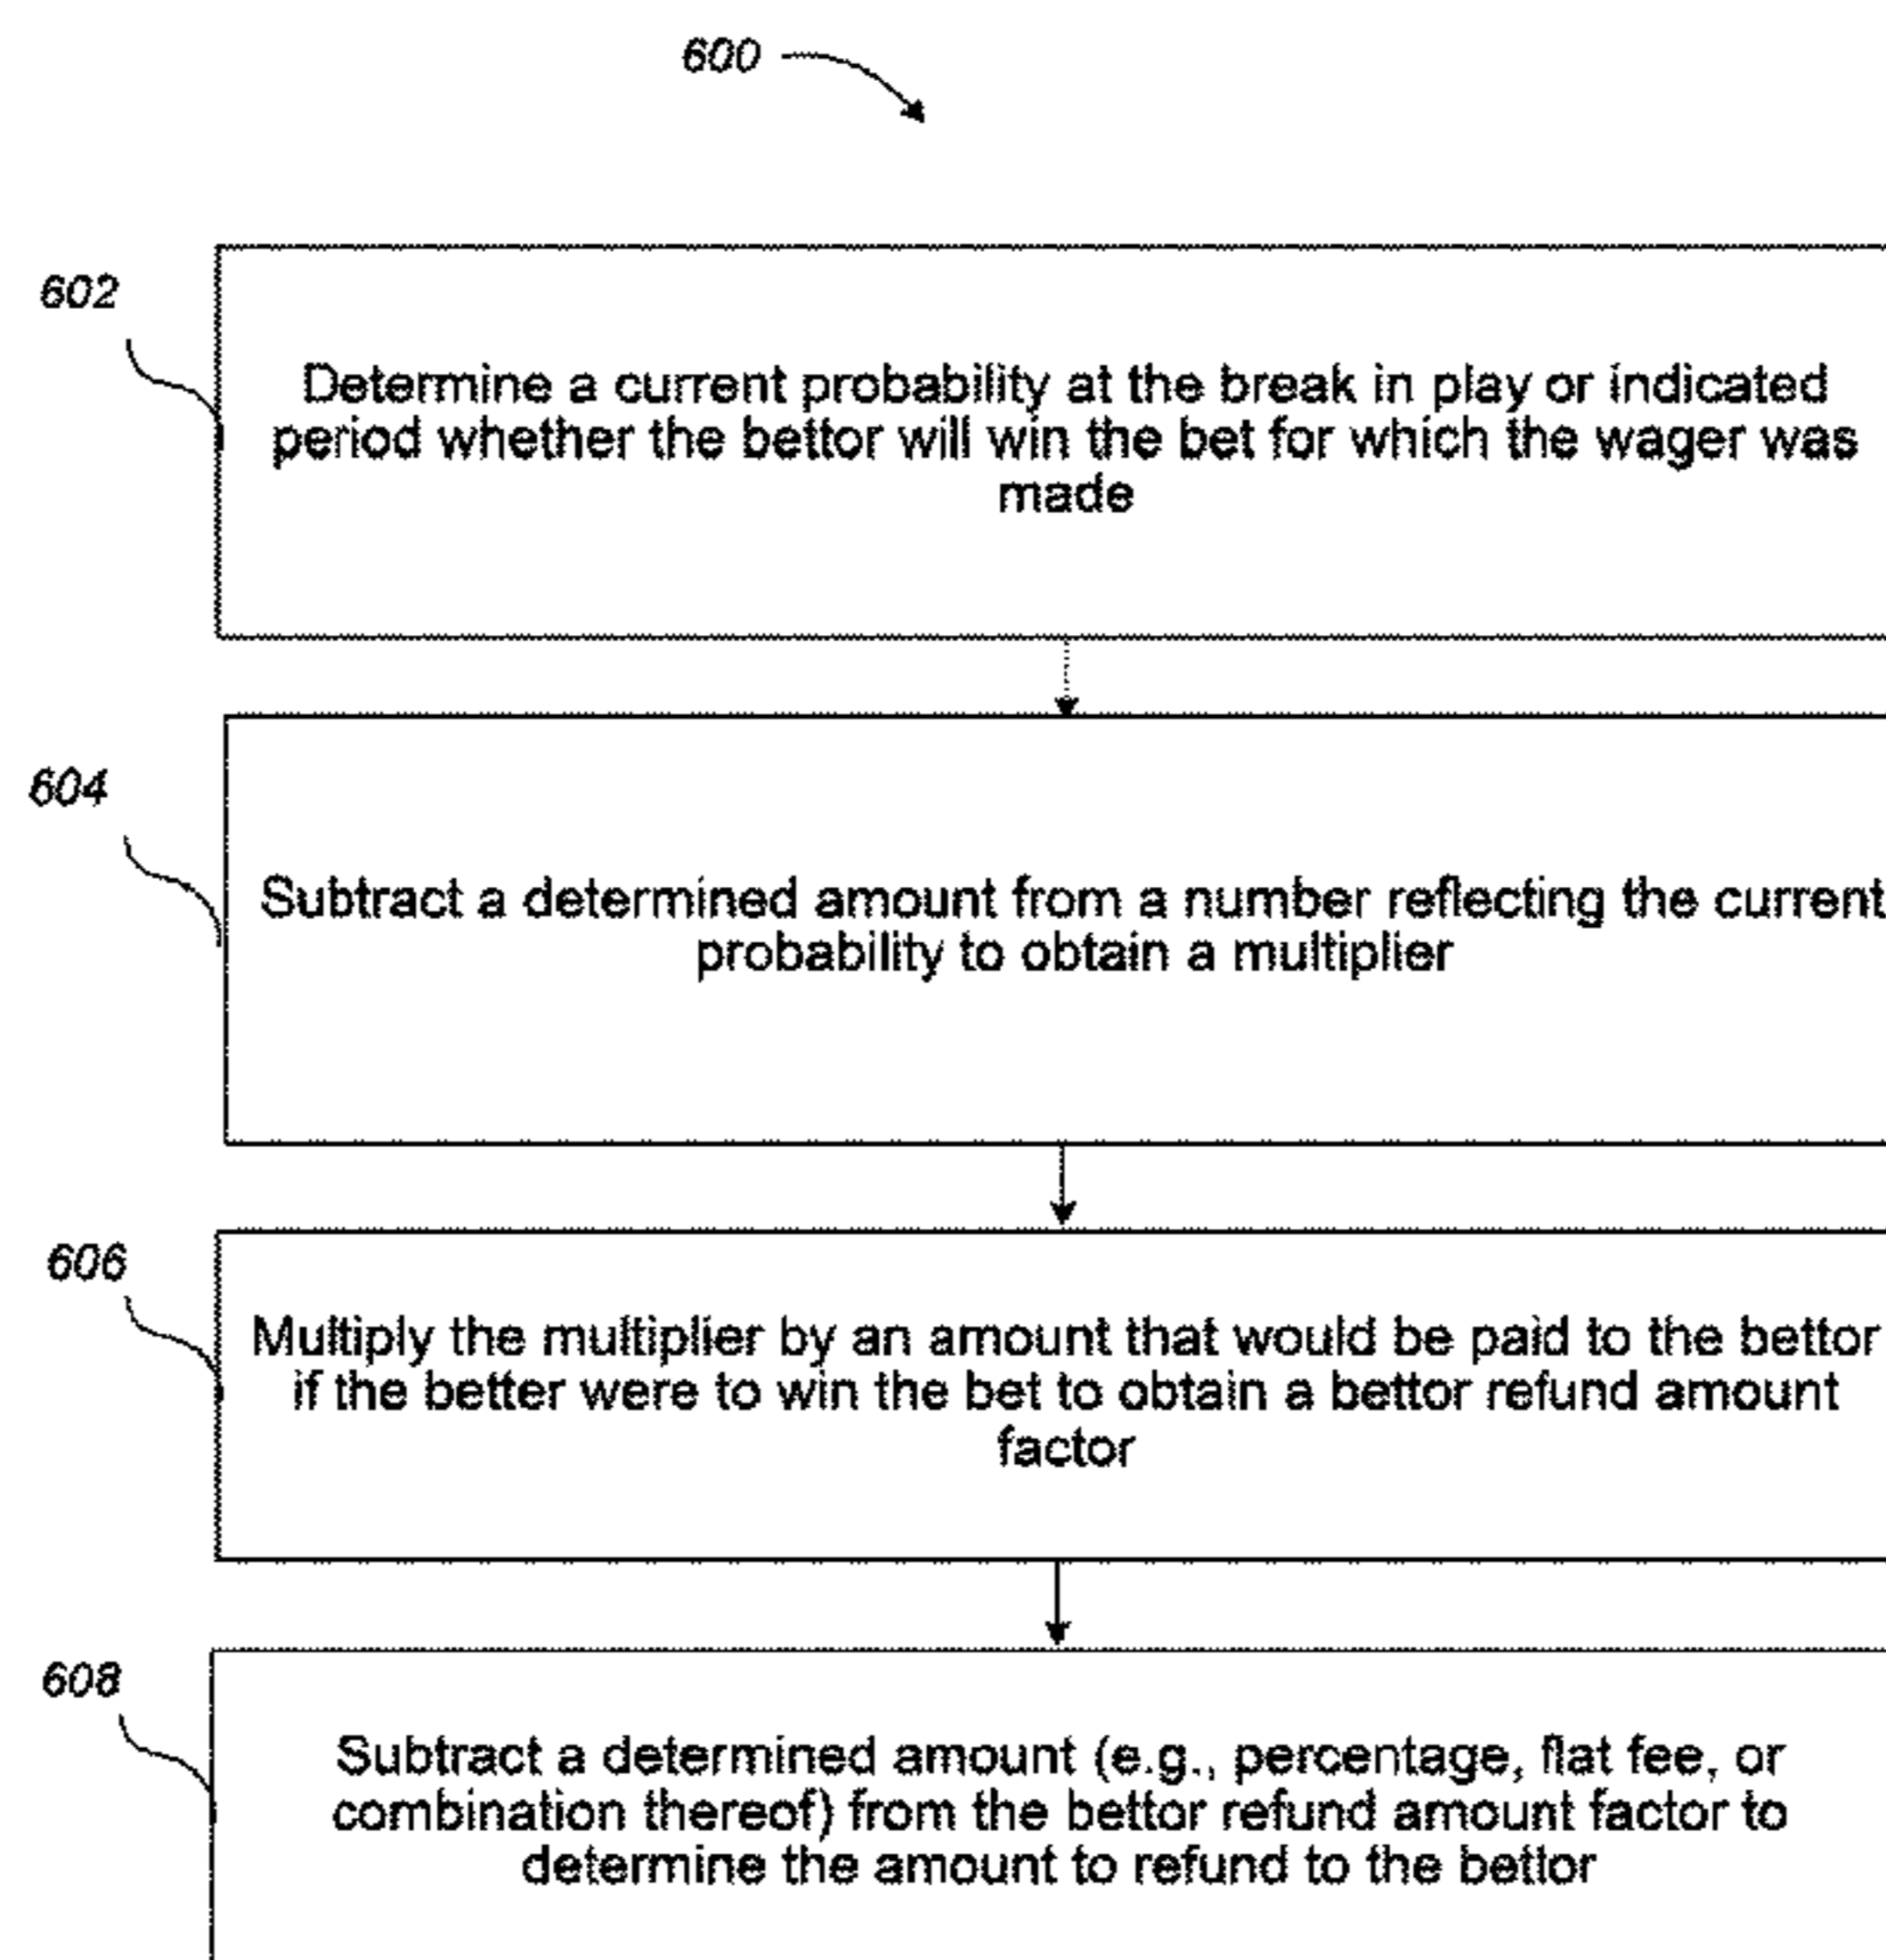 600
602
Determine a current probability at the break in play or indicated
period whether the bettor will win the bet for which the wager was
made
604
Subtract a determined amount from a number reflecting the current
probability to obtain a multiplier
606
Multiply the multiplier by an amount that would be paid to the bettor
if the better were to win the bet to obtain a bettor refund amount
factor
608
Subtract a determined amount (e.g., percentage, flat fee, or
combination thereof) from the bettor refund amount factor to
determine the amount to refund to the bettor